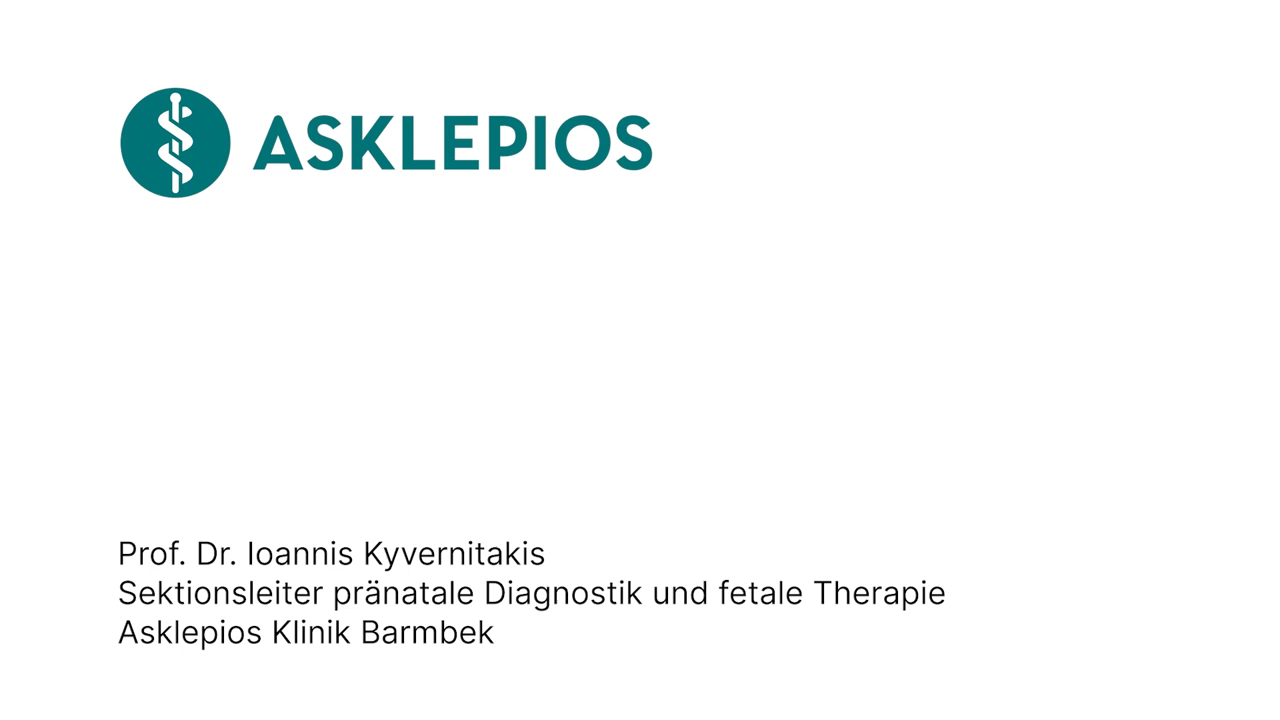 ASKLEPIOS
Prof. Dr. Ioannis Kyvernitakis
Sektionsleiter pränatale Diagnostik und fetale Therapie
Asklepios Klinik Barmbek